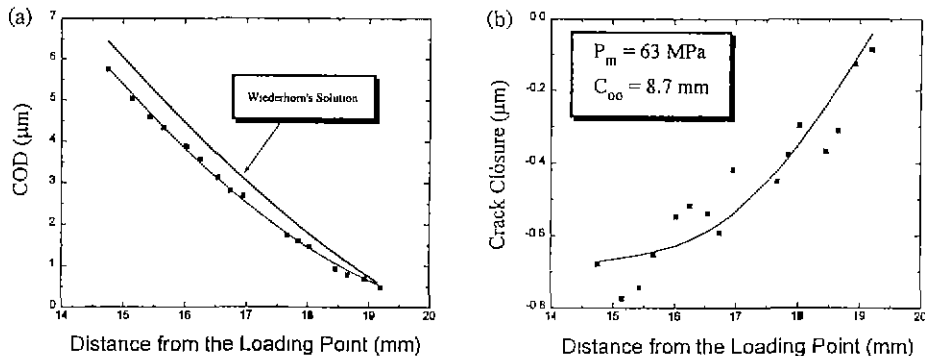 (a)
7
6
5
4
3
2
1
0
COD (μm)
Wiederhorn's Solution
14 15 16 17 18 19 20
Distance from the Loading Point (mm)
(b)
-0.0
-0.2
-0.4
-0.6
-0.8
Crack Closure (μm)
P_m = 63 MPa
C_oo = 8.7 mm
14 15 16 17 18 19 20
Distance from the Loading Point (mm)